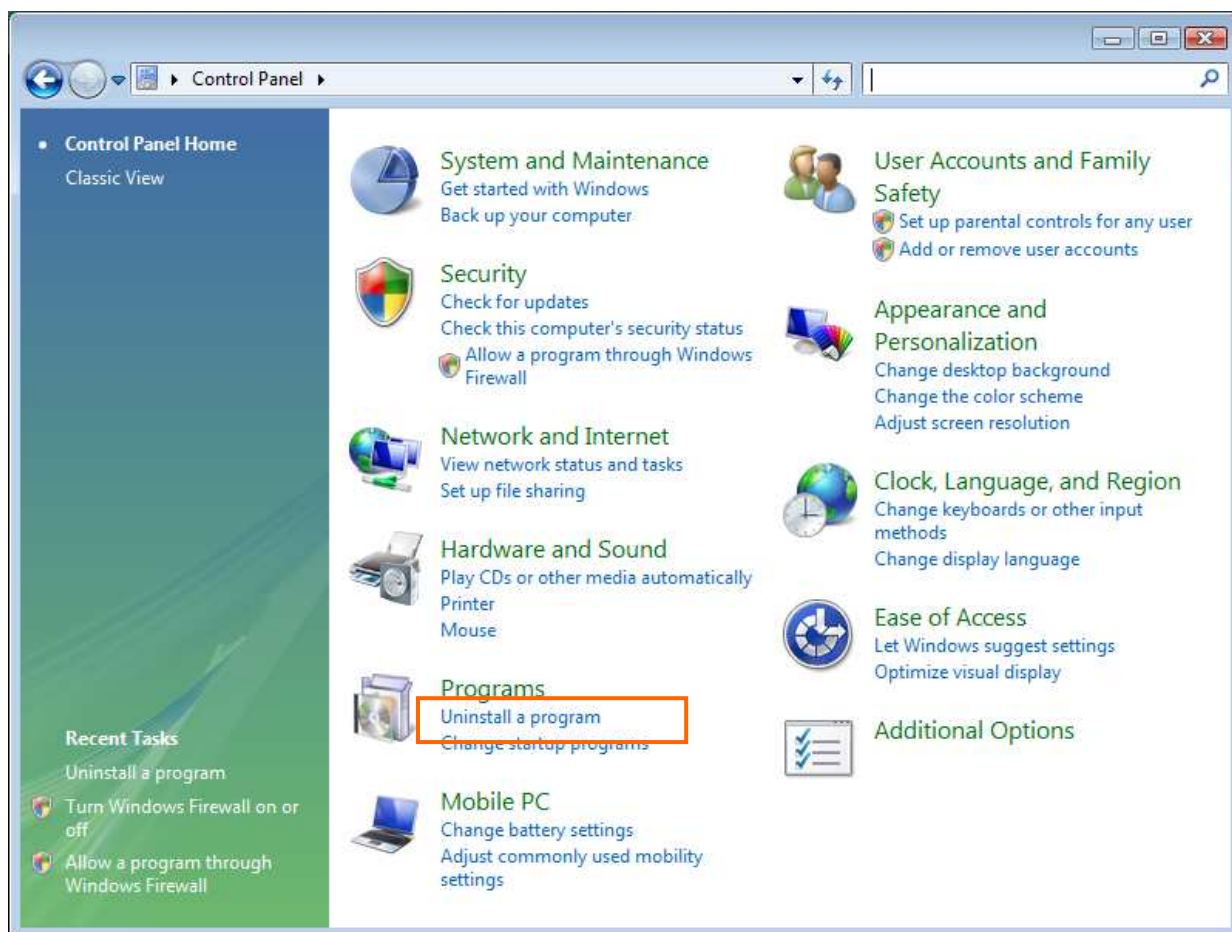 Control Panel
Control Panel Home
Classic View
Recent Tasks
Uninstall a program
Turn Windows Firewall on or
off
Allow a program through
Windows Firewall
System and Maintenance
Get started with Windows
Back up your computer
Security
Check for updates
Check this computer's security status
Allow a program through Windows
Firewall
Network and Internet
View network status and tasks
Set up file sharing
Hardware and Sound
Play CDs or other media automatically
Printer
Mouse
Programs
Uninstall a program
Change startup programs
Mobile PC
Change battery settings
Adjust commonly used mobility
settings
User Accounts and Family
Safety
Set up parental controls for any user
Add or remove user accounts
Appearance and
Personalization
Change desktop background
Change the color scheme
Adjust screen resolution
Clock, Language, and Region
Change keyboards or other input
methods
Change display language
Ease of Access
Let Windows suggest settings
Optimize visual display
Additional Options